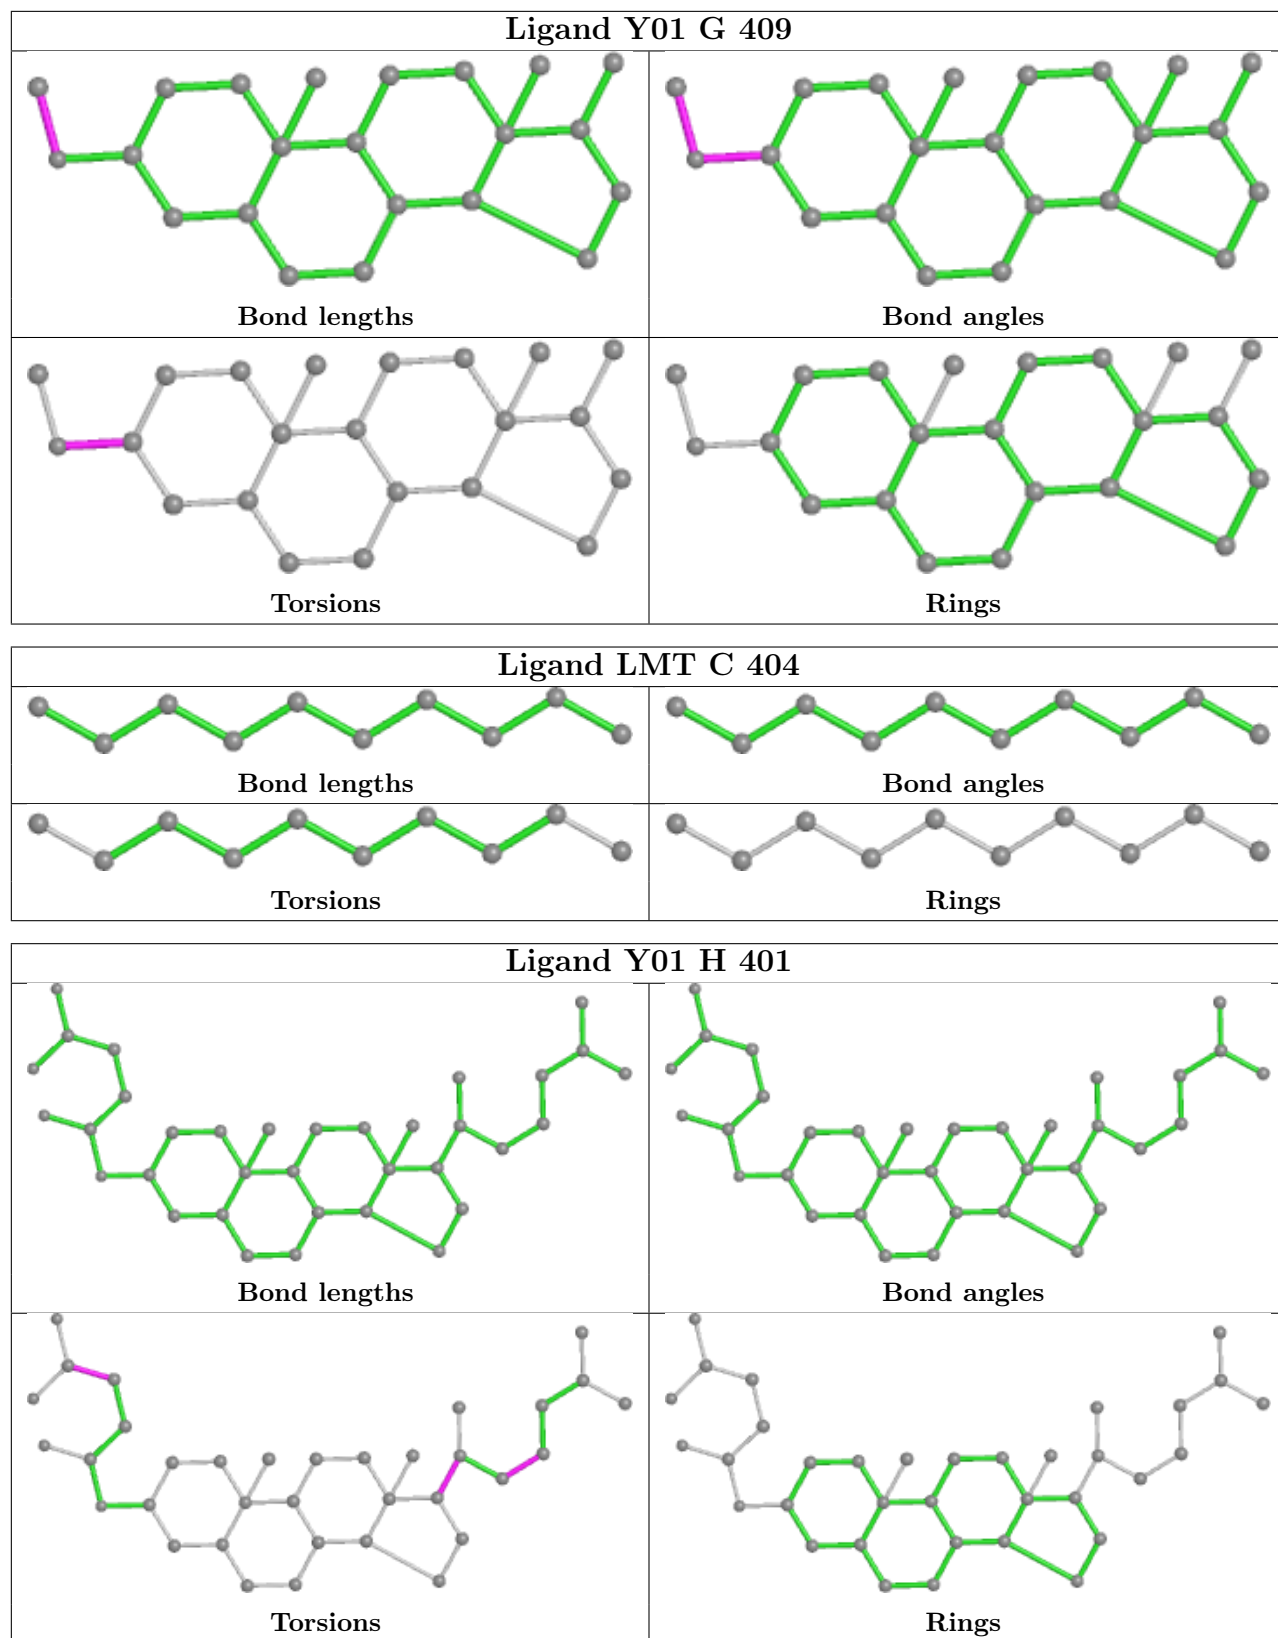 Ligand Y01 G 409
Bond lengths
Bond angles
Torsions
Rings
Ligand LMT C 404
Bond lengths
Bond angles
Torsions
Rings
Ligand Y01 H 401
Bond lengths
Bond angles
Torsions
Rings